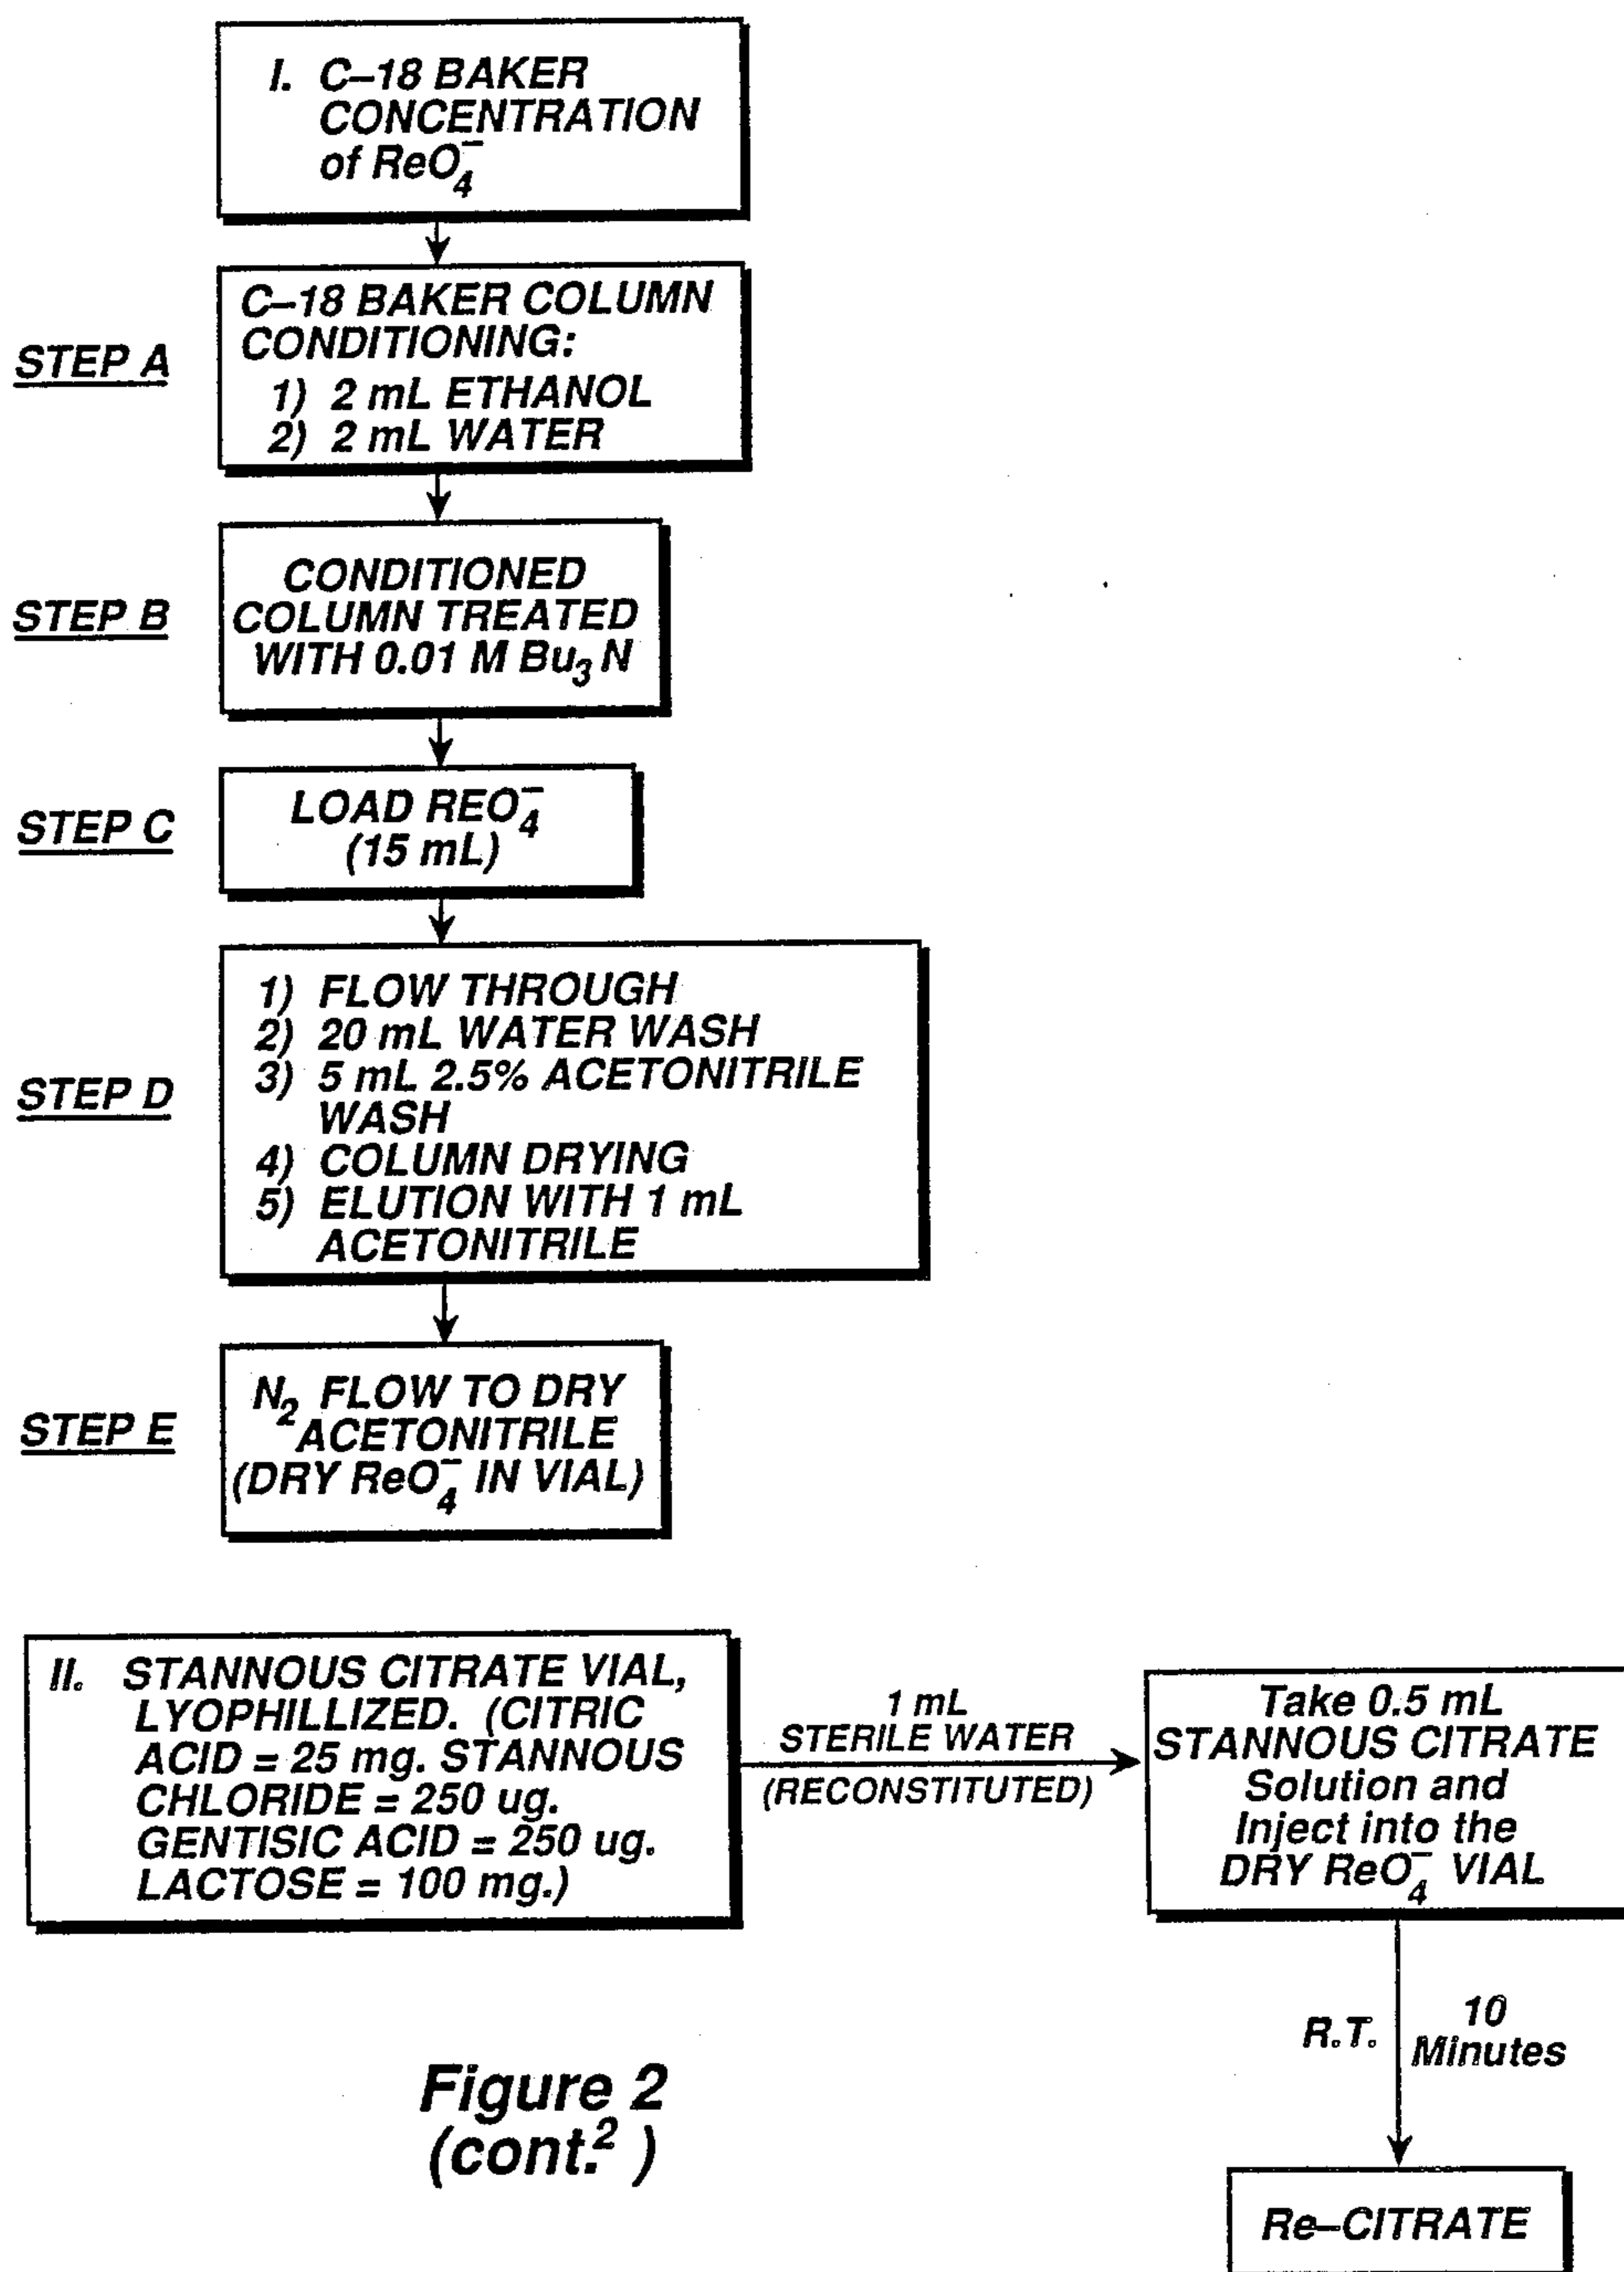 I. C–18 BAKER
CONCENTRATION
of ReO₄⁻
STEP A
C–18 BAKER COLUMN
CONDITIONING:
1) 2 mL ETHANOL
2) 2 mL WATER
STEP B
CONDITIONED
COLUMN TREATED
WITH 0.01 M Bu₃ N
STEP C
LOAD REO₄⁻
(15 mL)
STEP D
1) FLOW THROUGH
2) 20 mL WATER WASH
3) 5 mL 2.5% ACETONITRILE
WASH
4) COLUMN DRYING
5) ELUTION WITH 1 mL
ACETONITRILE
STEP E
N₂ FLOW TO DRY
ACETONITRILE
(DRY ReO₄⁻ IN VIAL)
II. STANNOUS CITRATE VIAL,
LYOPHILLIZED. (CITRIC
ACID = 25 mg. STANNOUS
CHLORIDE = 250 ug.
GENTISIC ACID = 250 ug.
LACTOSE = 100 mg.)
1 mL
STERILE WATER
(RECONSTITUTED)
Take 0.5 mL
STANNOUS CITRATE
Solution and
Inject into the
DRY ReO₄⁻ VIAL
R.T.
10
Minutes
Re–CITRATE
Figure 2
(cont.²)